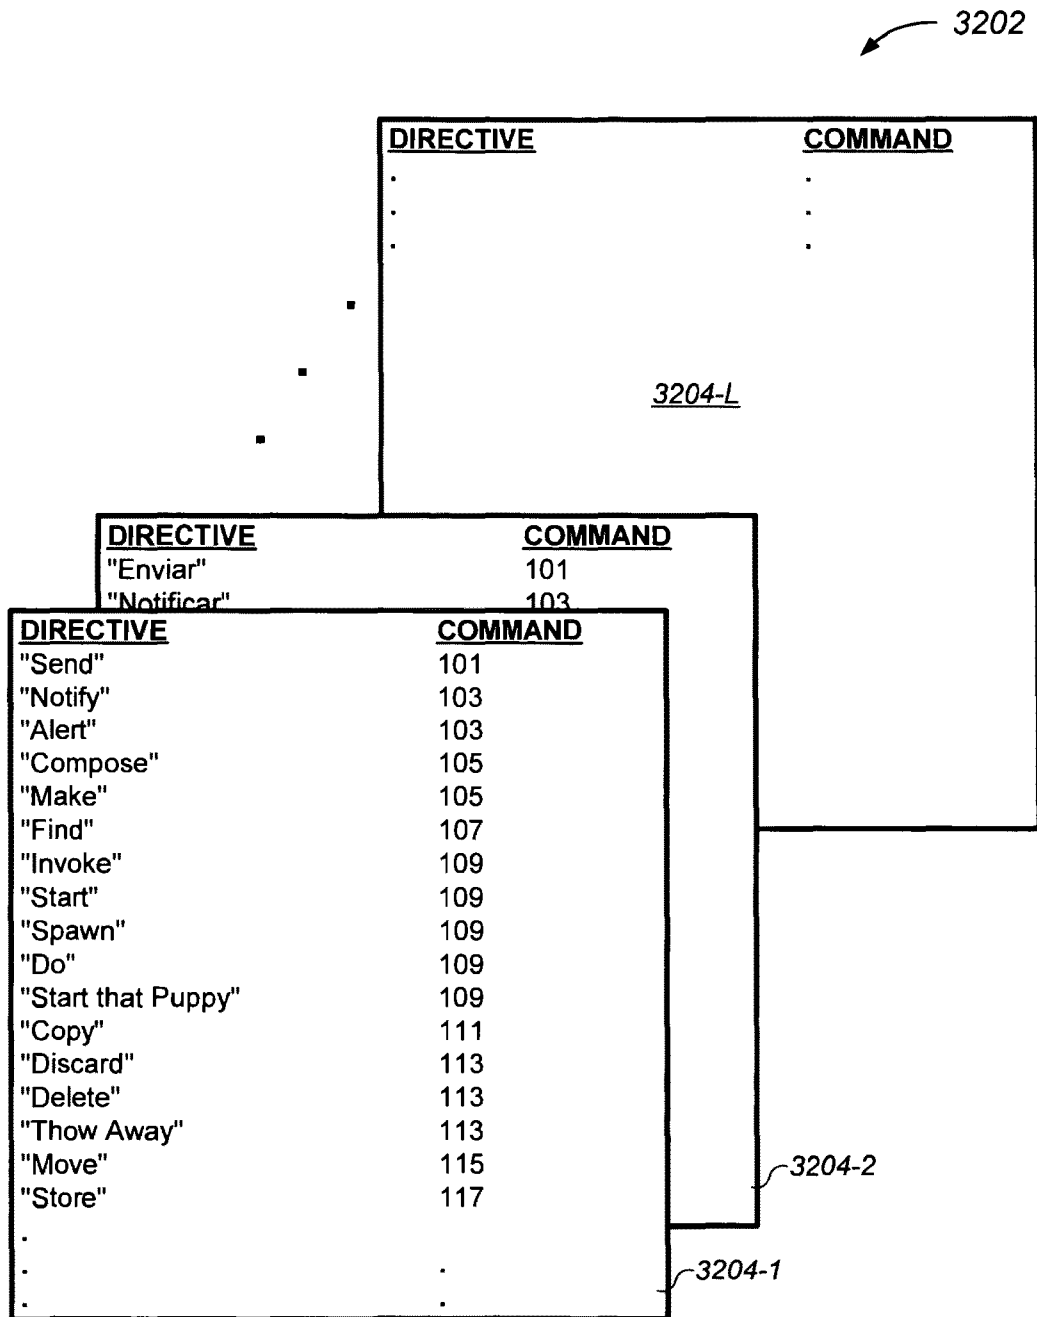 3202
DIRECTIVE COMMAND
. .
. .
. .
3204-L
DIRECTIVE COMMAND
"Enviar" 101
"Notificar" 103
DIRECTIVE COMMAND
"Send" 101
"Notify" 103
"Alert" 103
"Compose" 105
"Make" 105
"Find" 107
"Invoke" 109
"Start" 109
"Spawn" 109
"Do" 109
"Start that Puppy" 109
"Copy" 111
"Discard" 113
"Delete" 113
"Thow Away" 113
"Move" 115
"Store" 117
.
. .
. .
3204-2
3204-1